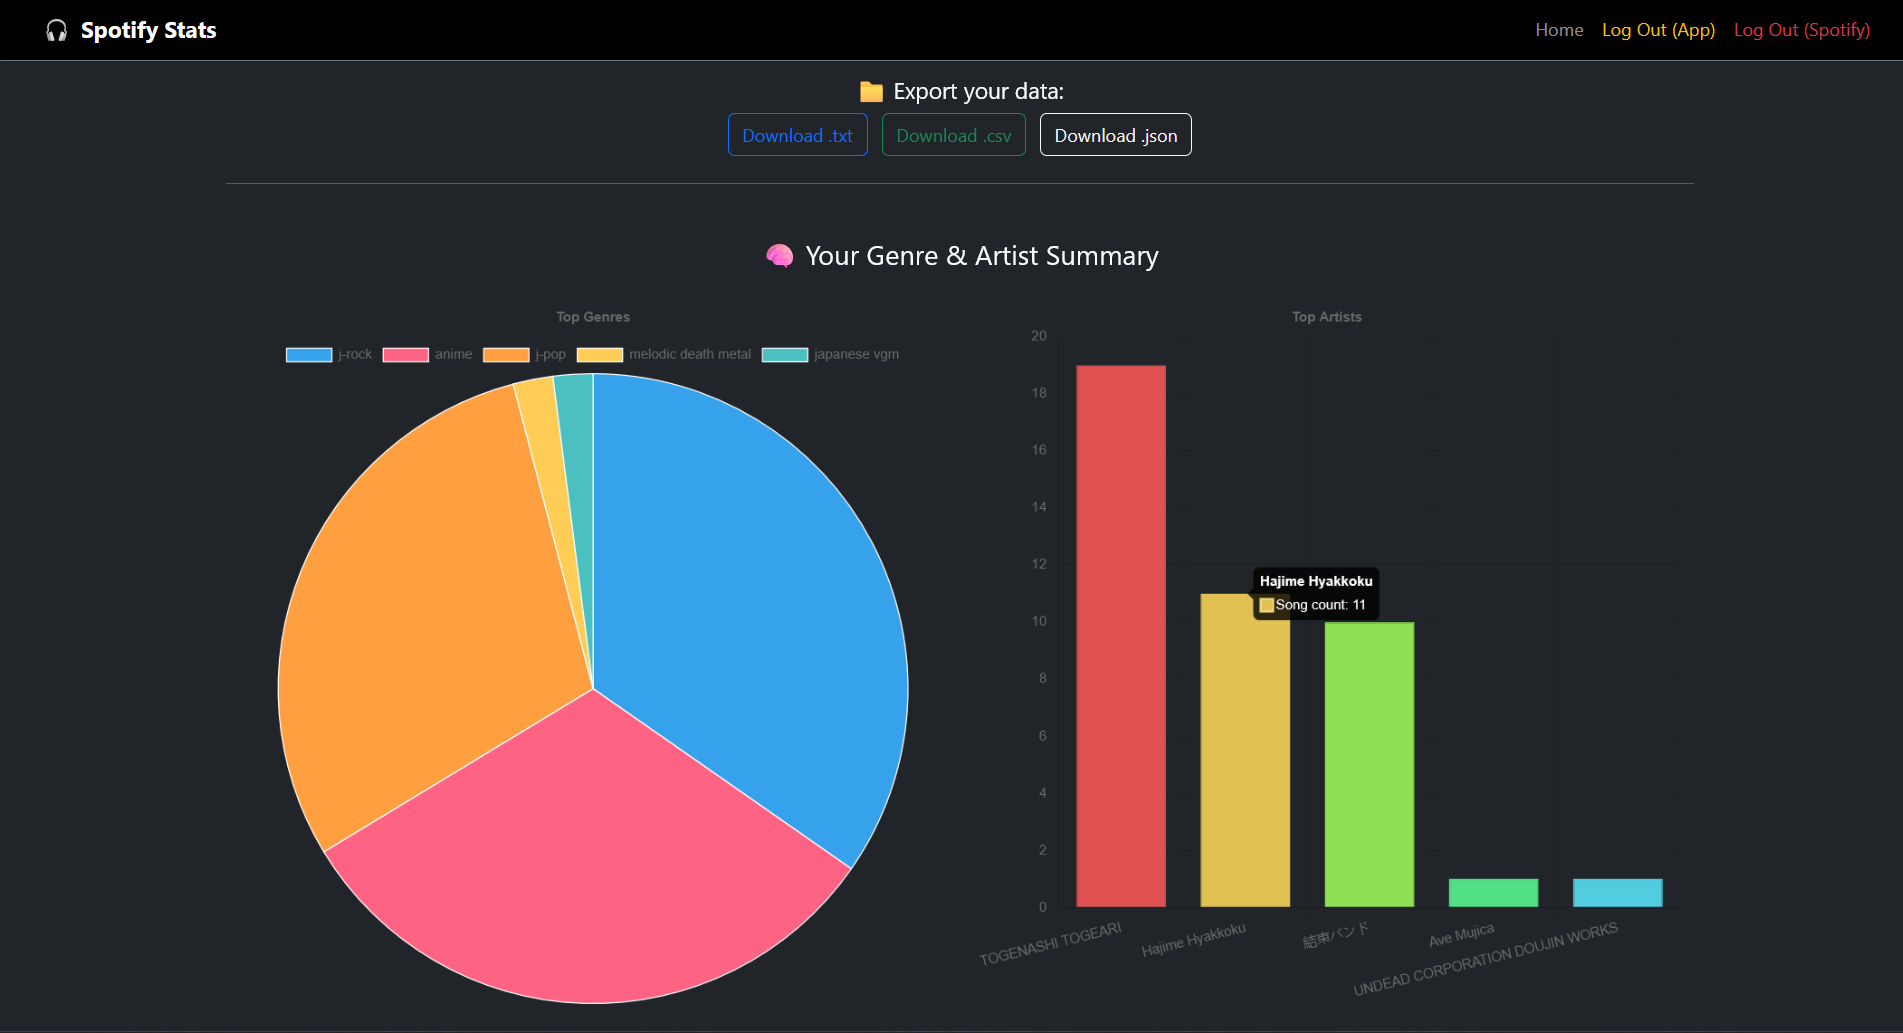 🎧 Spotify Stats
Home Log Out (App) Log Out (Spotify)
📁 Export your data:
Download .txt Download .csv Download .json
🧠 Your Genre & Artist Summary
Top Genres
j-rock anime j-pop melodic death metal japanese vgm
Top Artists
20
18
16
14
12
10
8
6
4
2
0
Hajime Hyakkoku
Song count: 11
TOGENASHI TOGEARI
Hajime Hyakkoku
結束バンド
Ave Mujica
UNDEAD CORPORATION DOUJIN WORKS